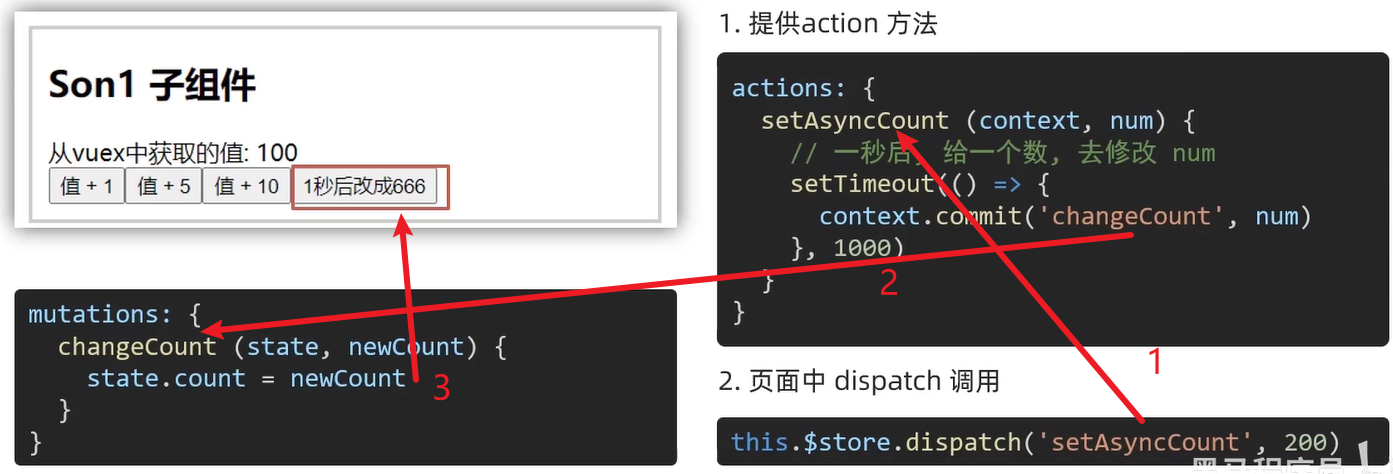 Son1 子组件
从vuex中获取的值: 100
值 + 1 值 + 5 值 + 10 1秒后改成666
mutations: {
changeCount (state, newCount) {
state.count = newCount
}
}
3
1. 提供action 方法
actions: {
setAsyncCount (context, num) {
// 一秒后, 给一个数, 去修改 num
setTimeout(() => {
context.commit('changeCount', num)
}, 1000)
}
}
2
1
2. 页面中 dispatch 调用
this.$store.dispatch('setAsyncCount', 200)